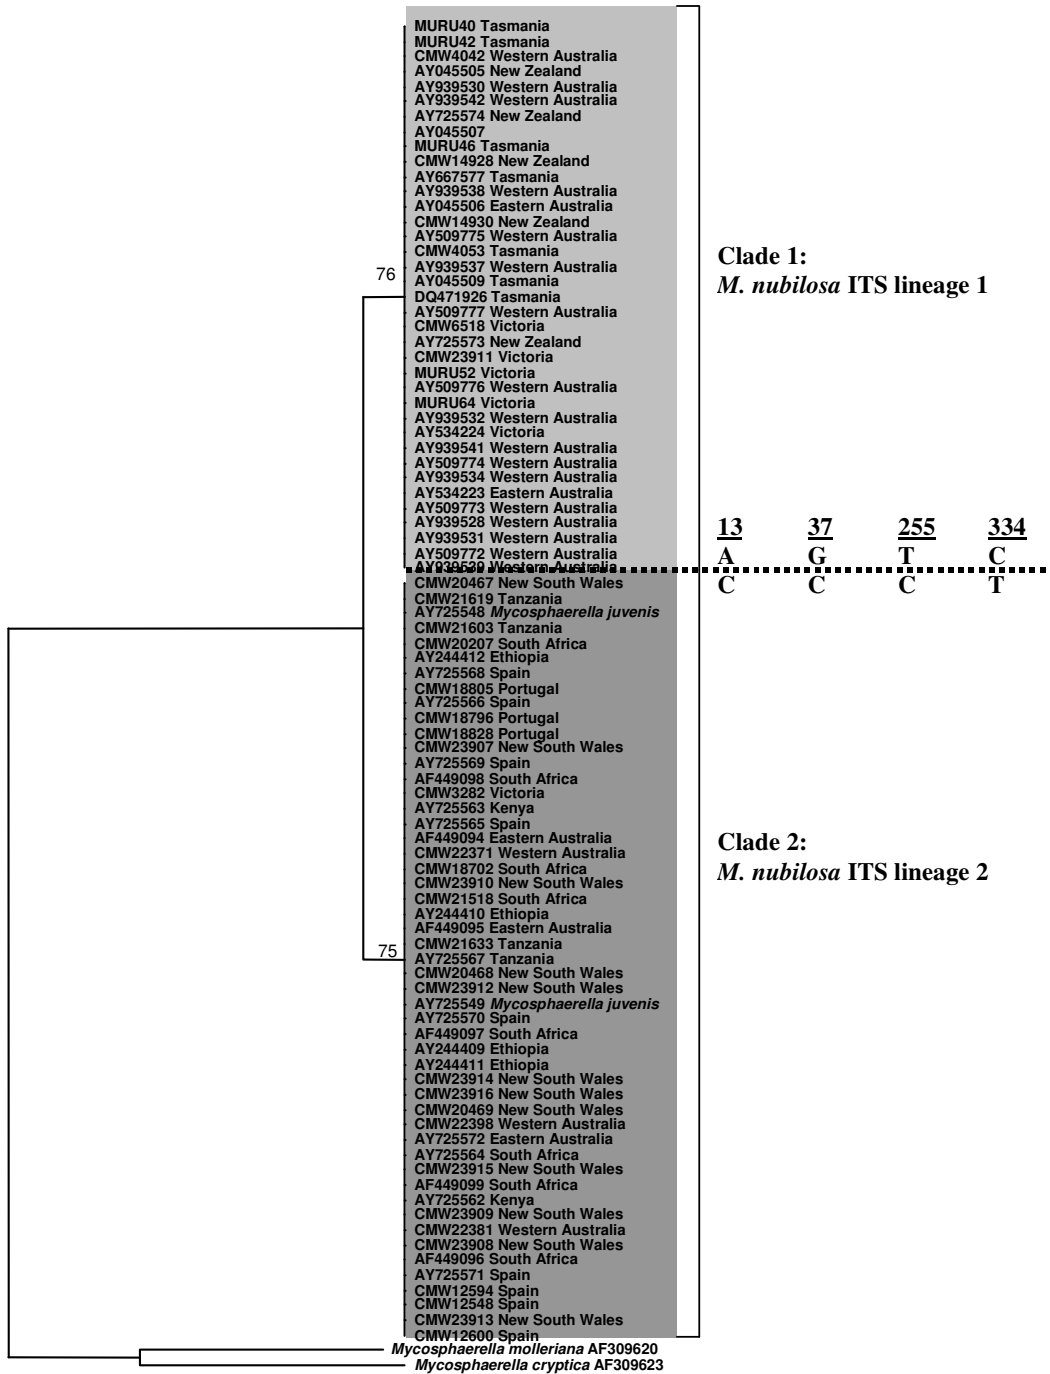 MURU40 Tasmania
MURU42 Tasmania
CMW4042 Western Australia
AY045505 New Zealand
AY939530 Western Australia
AY939542 Western Australia
AY725574 New Zealand
AY045507
MURU46 Tasmania
CMW14928 New Zealand
AY667577 Tasmania
AY939538 Western Australia
AY045506 Eastern Australia
CMW14930 New Zealand
AY509775 Western Australia
CMW4053 Tasmania
AY939537 Western Australia
AY045509 Tasmania
DQ471926 Tasmania
AY509777 Western Australia
CMW6518 Victoria
AY725573 New Zealand
CMW23911 Victoria
MURU52 Victoria
AY509776 Western Australia
MURU64 Victoria
AY939532 Western Australia
AY534224 Victoria
AY939541 Western Australia
AY509774 Western Australia
AY939534 Western Australia
AY534223 Eastern Australia
AY509773 Western Australia
AY939528 Western Australia
AY939531 Western Australia
AY509772 Western Australia
AY939539 Western Australia
76
Clade 1:
M. nubilosa ITS lineage 1
13 37 255 334
A G T C
C C C T
CMW20467 New South Wales
CMW21619 Tanzania
AY725548 Mycosphaerella juvenis
CMW21603 Tanzania
CMW20207 South Africa
AY244412 Ethiopia
AY725568 Spain
CMW18805 Portugal
AY725566 Spain
CMW18796 Portugal
CMW18828 Portugal
CMW23907 New South Wales
AY725569 Spain
AF449098 South Africa
CMW3282 Victoria
AY725563 Kenya
AY725565 Spain
AF449094 Eastern Australia
CMW22371 Western Australia
CMW18702 South Africa
CMW23910 New South Wales
CMW21518 South Africa
AY244410 Ethiopia
AF449095 Eastern Australia
CMW21633 Tanzania
AY725567 Tanzania
CMW20468 New South Wales
CMW23912 New South Wales
AY725549 Mycosphaerella juvenis
AY725570 Spain
AF449097 South Africa
AY244409 Ethiopia
AY244411 Ethiopia
CMW23914 New South Wales
CMW23916 New South Wales
CMW20469 New South Wales
CMW22398 Western Australia
AY725572 Eastern Australia
AY725564 South Africa
CMW23915 New South Wales
AF449099 South Africa
AY725562 Kenya
CMW23909 New South Wales
CMW22381 Western Australia
CMW23908 New South Wales
AF449096 South Africa
AY725571 Spain
CMW12594 Spain
CMW12548 Spain
CMW23913 New South Wales
CMW12600 Spain
75
Clade 2:
M. nubilosa ITS lineage 2
Mycosphaerella molleriana AF309620
Mycosphaerella cryptica AF309623